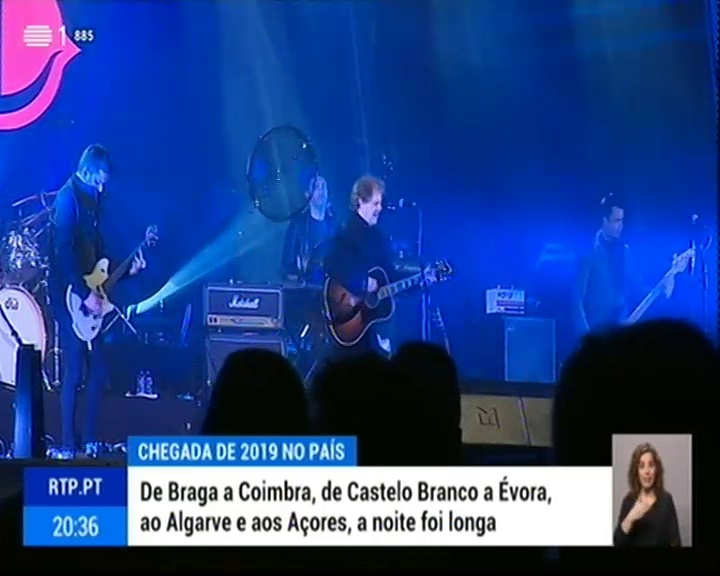 1 885
Marshall
CHEGADA DE 2019 NO PAÍS
RTP.PT
De Braga a Coimbra, de Castelo Branco a Évora,
20:36
ao Algarve e aos Açores, a noite foi longa